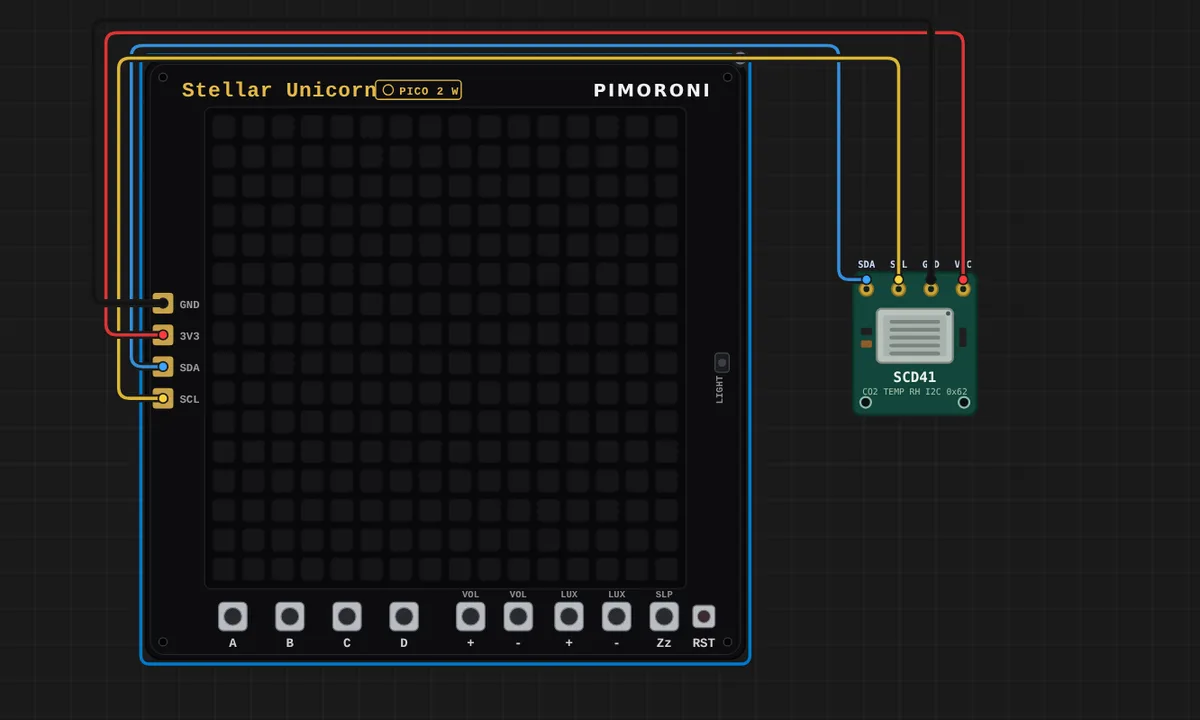 Stellar Unicorn PICO 2 W PIMORONI
SDA SCL GND VCC
GND
3V3
SDA
SCL
LIGHT
SCD41
CO2 TEMP RH I2C 0x62
VOL VOL LUX LUX SLP
A B C D + - + - Zz RST